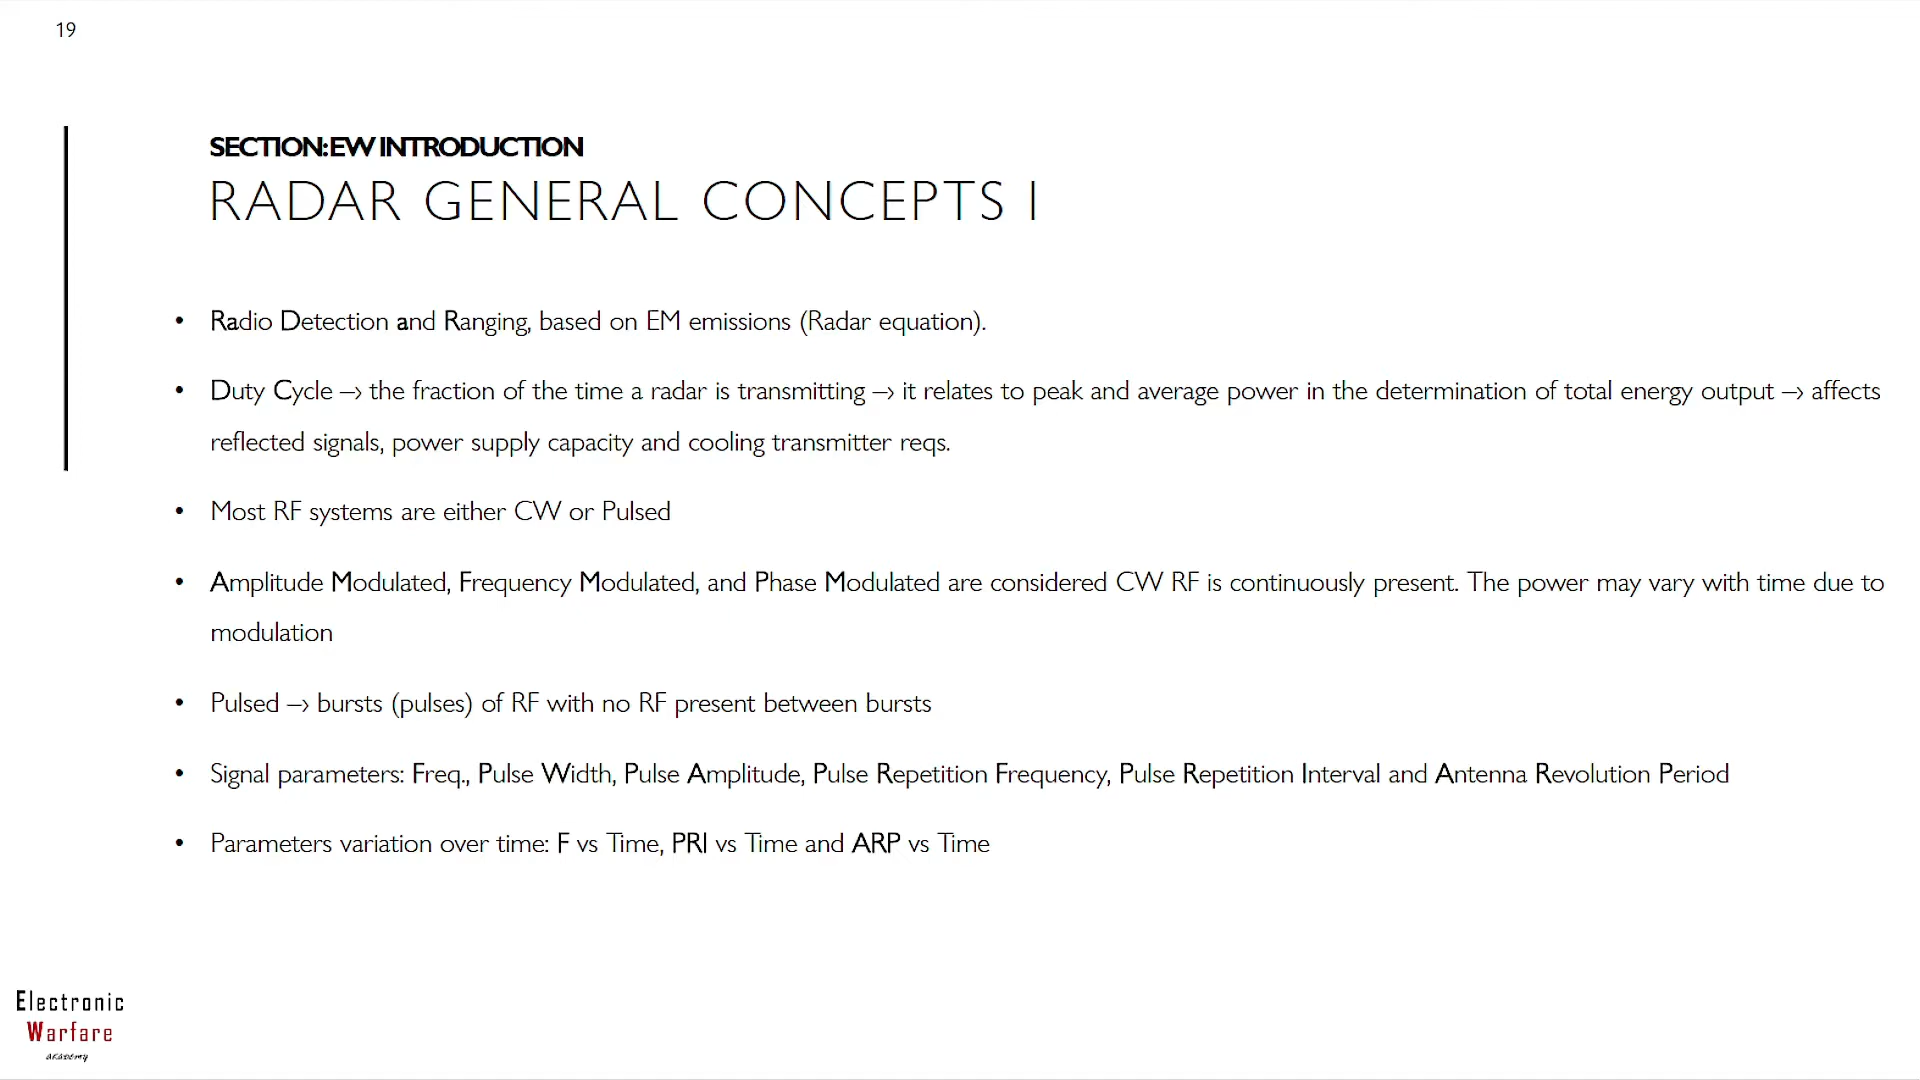 19
SECTION: EW INTRODUCTION
RADAR GENERAL CONCEPTS I
• Radio Detection and Ranging, based on EM emissions (Radar equation).
• Duty Cycle –> the fraction of the time a radar is transmitting –> it relates to peak and average power in the determination of total energy output –> affects
reflected signals, power supply capacity and cooling transmitter reqs.
• Most RF systems are either CW or Pulsed
• Amplitude Modulated, Frequency Modulated, and Phase Modulated are considered CW RF is continuously present. The power may vary with time due to
modulation
• Pulsed –> bursts (pulses) of RF with no RF present between bursts
• Signal parameters: Freq., Pulse Width, Pulse Amplitude, Pulse Repetition Frequency, Pulse Repetition Interval and Antenna Revolution Period
• Parameters variation over time: F vs Time, PRI vs Time and ARP vs Time
Electronic
Warfare
academy